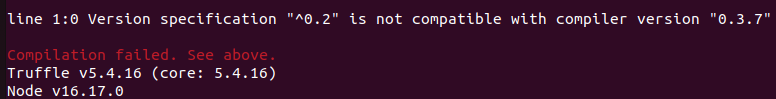 line 1:0 Version specification "^0.2" is not compatible with compiler version "0.3.7"
Compilation failed. See above.
Truffle v5.4.16 (core: 5.4.16)
Node v16.17.0